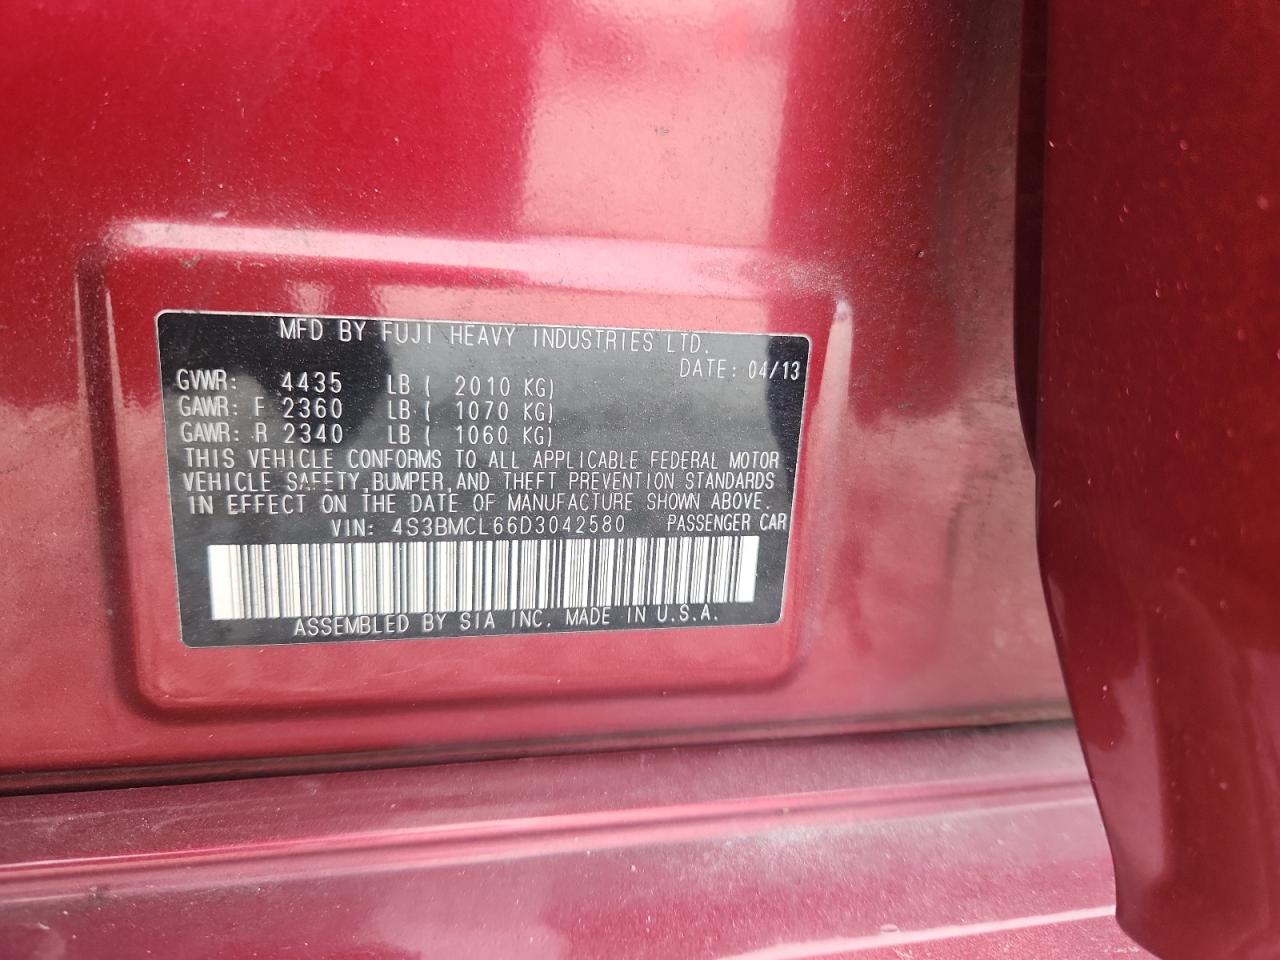 MFD BY FUJI HEAVY INDUSTRIES LTD.
DATE: 04/13
GVWR: 4435 LB ( 2010 KG)
GAWR: F 2360 LB ( 1070 KG)
GAWR: R 2340 LB ( 1060 KG)
THIS VEHICLE CONFORMS TO ALL APPLICABLE FEDERAL MOTOR
VEHICLE SAFETY, BUMPER, AND THEFT PREVENTION STANDARDS
IN EFFECT ON THE DATE OF MANUFACTURE SHOWN ABOVE.
VIN: 4S3BMCL66D3042580 PASSENGER CAR
ASSEMBLED BY SIA INC. MADE IN U.S.A.